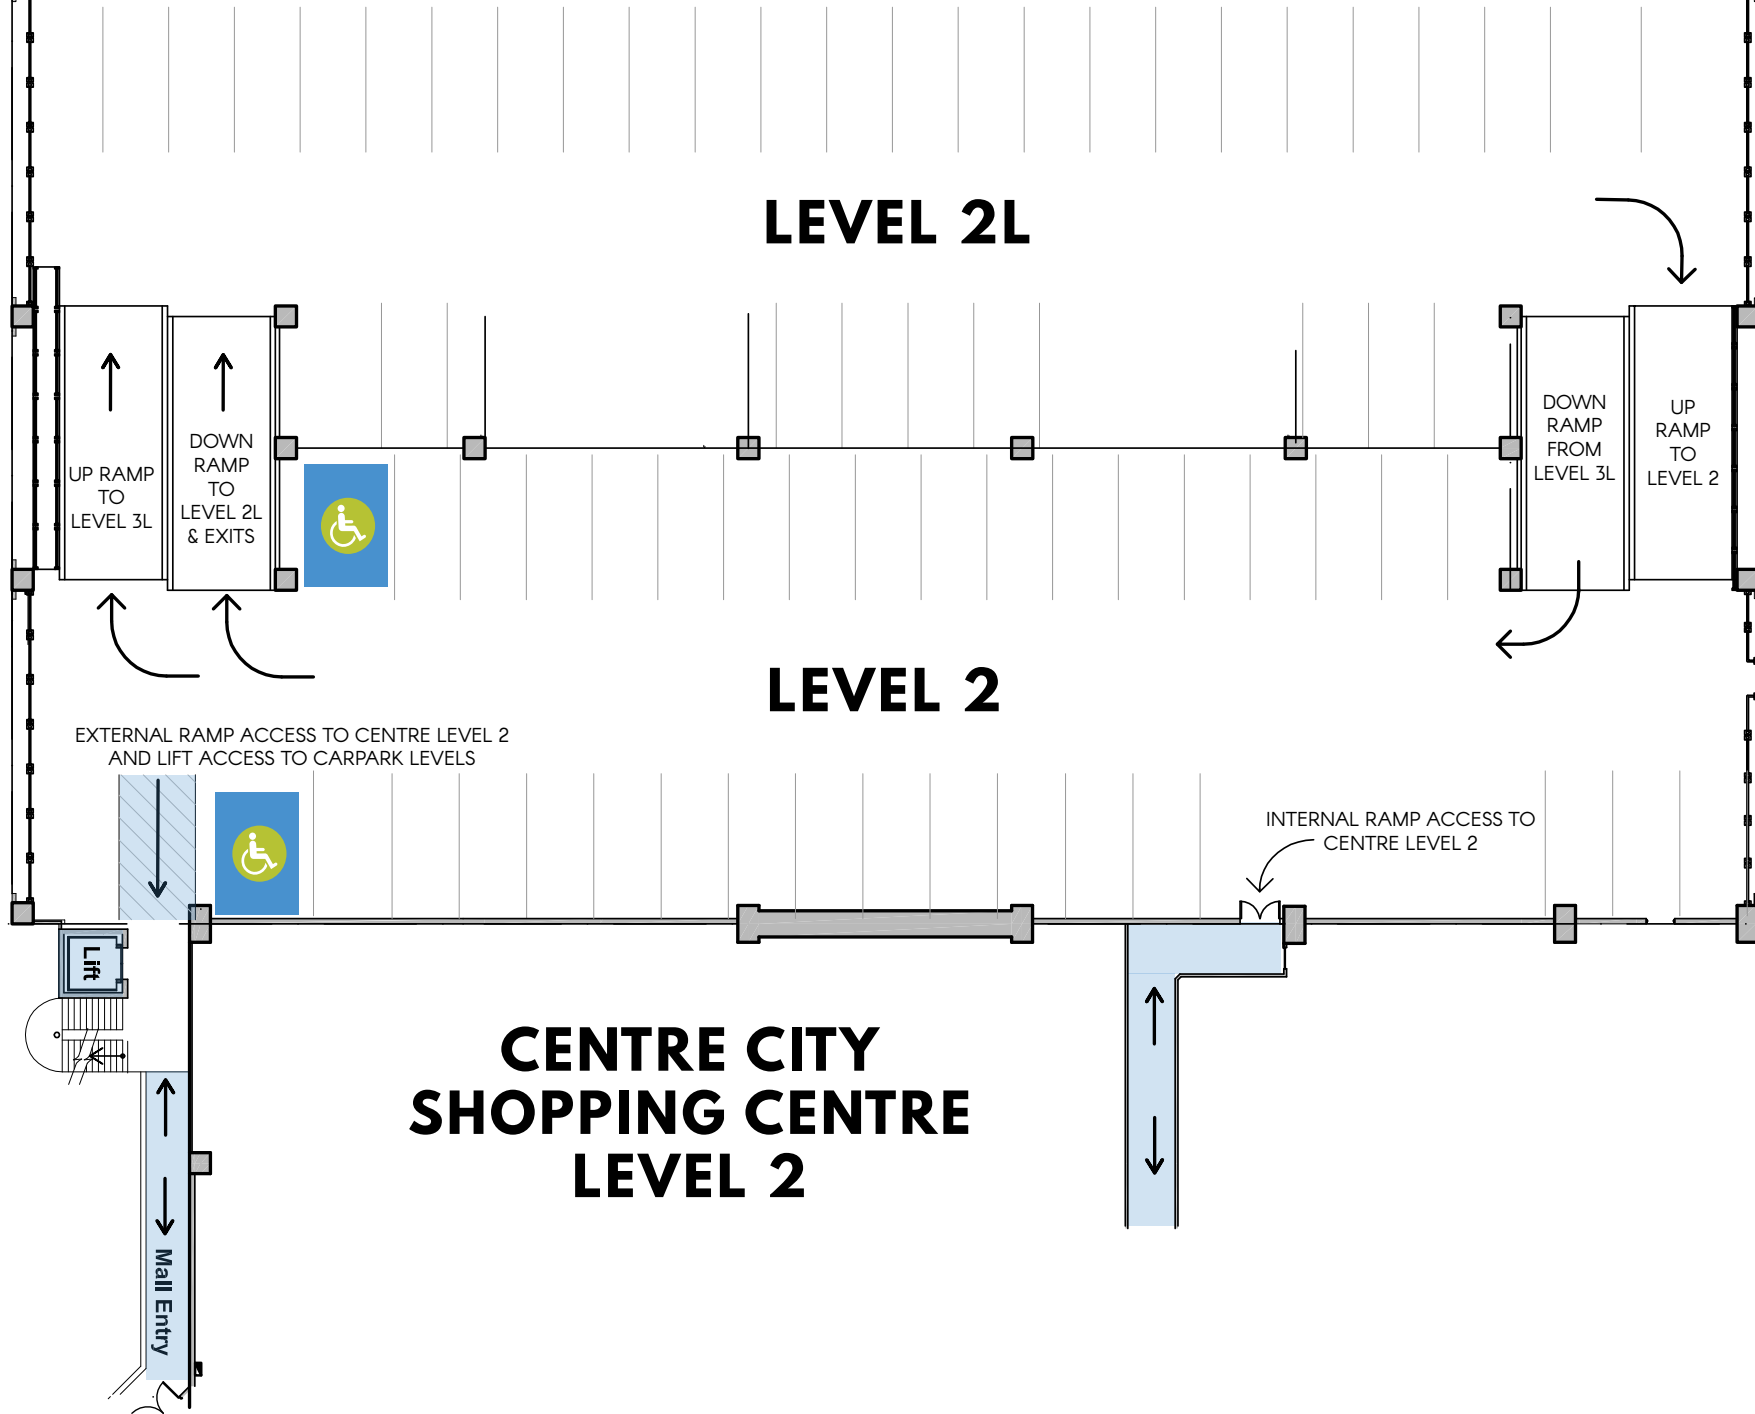 LEVEL 2L
DOWN
RAMP
FROM
LEVEL 3L
UP
RAMP
TO
LEVEL 2
UP RAMP
TO
LEVEL 3L
DOWN
RAMP
TO
LEVEL 2L
& EXITS
LEVEL 2
EXTERNAL RAMP ACCESS TO CENTRE LEVEL 2
AND LIFT ACCESS TO CARPARK LEVELS
INTERNAL RAMP ACCESS TO
CENTRE LEVEL 2
Lift
CENTRE CITY
SHOPPING CENTRE
LEVEL 2
Mall Entry